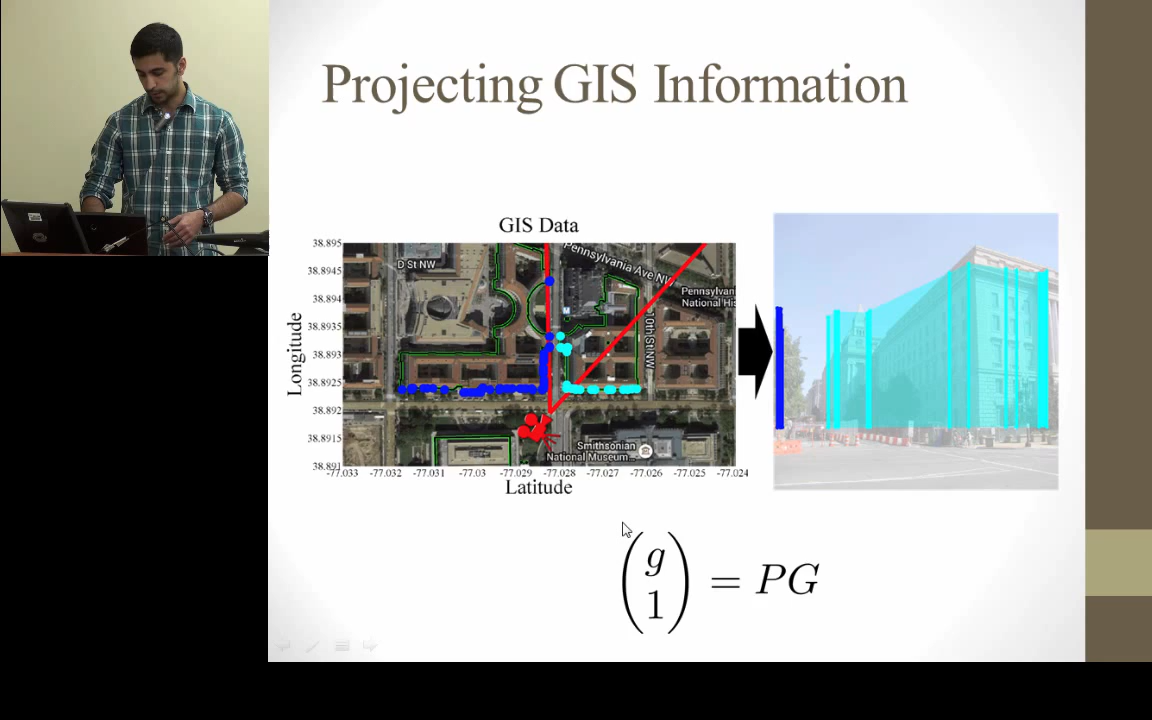 Projecting GIS Information
GIS Data
38.895
38.8945
38.894
38.8935
38.893
38.8925
38.892
38.8915
38.891
Longitude
D St NW
Pennsylvania Ave NW
Pennsylvan
National His
10th St NW
M
Smithsonian
National Museum...
-77.033 -77.032 -77.031 -77.03 -77.029 -77.028 -77.027 -77.026 -77.025 -77.024
Latitude
(g
1) = PG